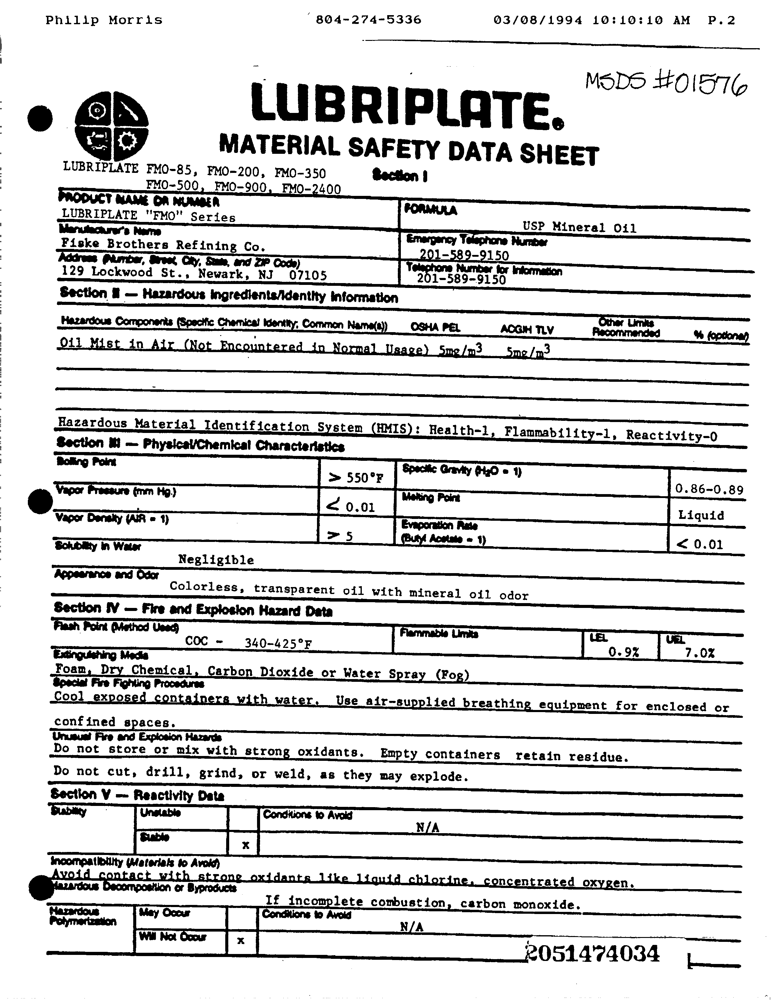 Philip Morris 804-274-5336 03/08/1994 10:10:10 AM P.2
MSDS #01576
LUBRIPLATE®
MATERIAL SAFETY DATA SHEET
LUBRIPLATE FMO-85, FMO-200, FMO-350
FMO-500, FMO-900, FMO-2400
Section I
PRODUCT NAME OR NUMBER
LUBRIPLATE "FMO" Series
FORMULA
USP Mineral Oil
Manufacturer's Name
Fiske Brothers Refining Co.
Emergency Telephone Number
201-589-9150
Address (Number, Street, City, State, and ZIP Code)
129 Lockwood St., Newark, NJ 07105
Telephone Number for Information
201-589-9150
Section II — Hazardous Ingredients/Identity Information
Hazardous Components (Specific Chemical Identity; Common Name(s)) OSHA PEL ACGIH TLV Other Limits Recommended % (optional)
Oil Mist in Air (Not Encountered in Normal Usage) 5mg/m³ 5mg/m³
Hazardous Material Identification System (HMIS): Health-1, Flammability-1, Reactivity-0
Section III — Physical/Chemical Characteristics
Boiling Point
> 550°F
Specific Gravity (H₂O = 1)
0.86-0.89
Vapor Pressure (mm Hg.)
< 0.01
Melting Point
Liquid
Vapor Density (AIR = 1)
> 5
Evaporation Rate
(Butyl Acetate = 1)
< 0.01
Solubility in Water
Negligible
Appearance and Odor
Colorless, transparent oil with mineral oil odor
Section IV — Fire and Explosion Hazard Data
Flash Point (Method Used)
COC - 340-425°F
Flammable Limits
LEL
0.9%
UEL
7.0%
Extinguishing Media
Foam, Dry Chemical, Carbon Dioxide or Water Spray (Fog)
Special Fire Fighting Procedures
Cool exposed containers with water. Use air-supplied breathing equipment for enclosed or
confined spaces.
Unusual Fire and Explosion Hazards
Do not store or mix with strong oxidants. Empty containers retain residue.
Do not cut, drill, grind, or weld, as they may explode.
Section V — Reactivity Data
Stability
Unstable
Conditions to Avoid
N/A
Stable
x
Incompatibility (Materials to Avoid)
Avoid contact with strong oxidants like liquid chlorine, concentrated oxygen.
Hazardous Decomposition or Byproducts
If incomplete combustion, carbon monoxide.
Hazardous
Polymerization
May Occur
Conditions to Avoid
N/A
Will Not Occur
x
2051474034